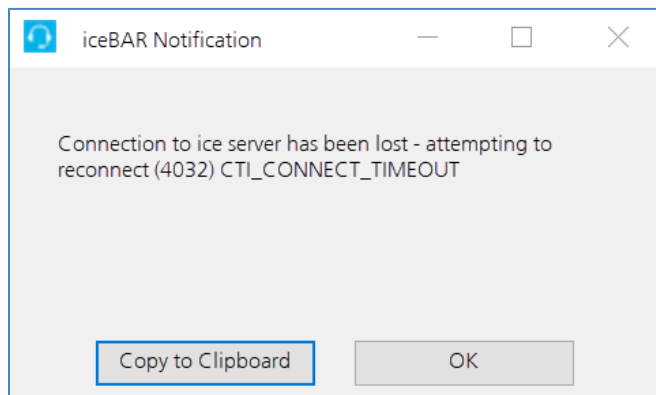 iceBAR Notification
Connection to ice server has been lost - attempting to
reconnect (4032) CTI_CONNECT_TIMEOUT
Copy to Clipboard
OK